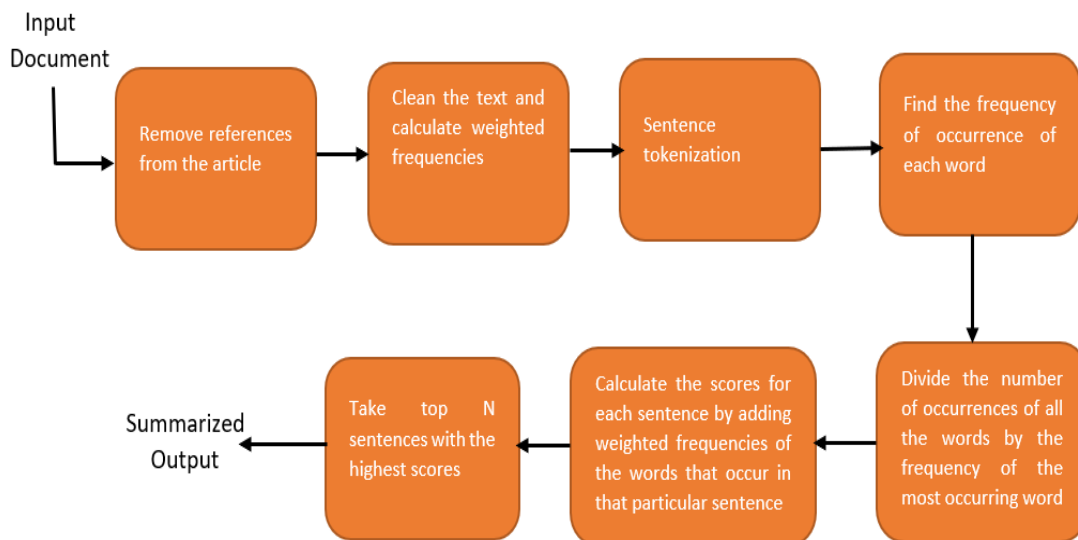 Input
Document
Remove references
from the article
Clean the text and
calculate weighted
frequencies
Sentence
tokenization
Find the frequency
of occurrence of
each word
Divide the number
of occurrences of all
the words by the
frequency of the
most occurring word
Calculate the scores for
each sentence by adding
weighted frequencies of
the words that occur in
that particular sentence
Take top N
sentences with the
highest scores
Summarized
Output